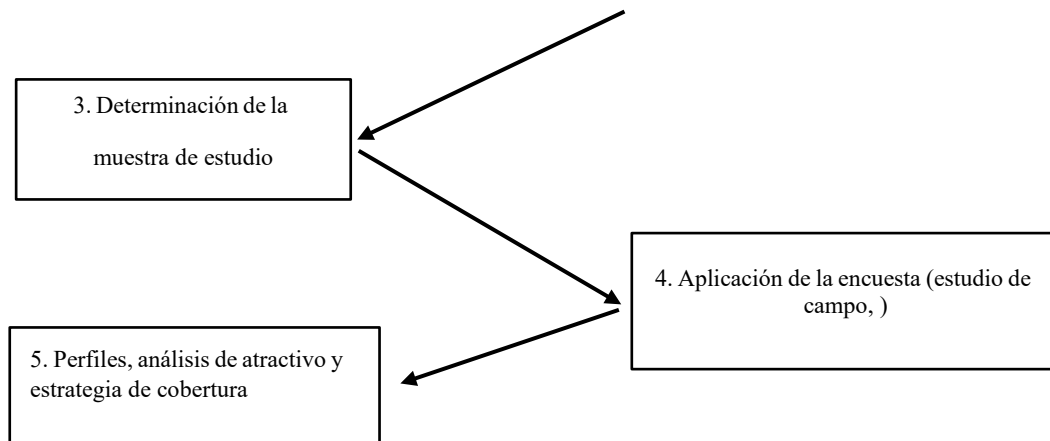 3. Determinación de la
muestra de estudio
4. Aplicación de la encuesta (estudio de
campo, )
5. Perfiles, análisis de atractivo y
estrategia de cobertura